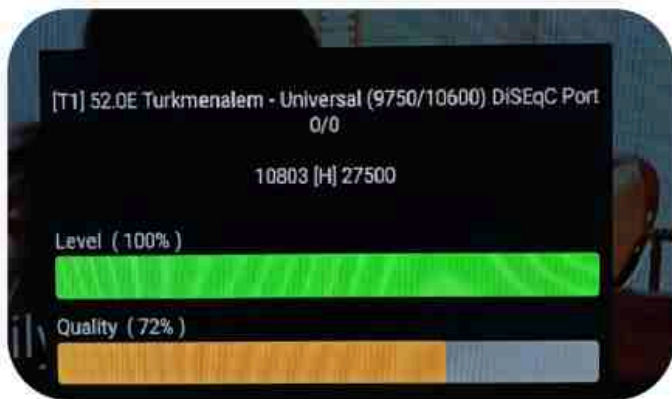 [T1] 52.0E Turkmenalem - Universal (9750/10600) DiSEqC Port
0/0
10803 [H] 27500
Level ( 100% )
Quality ( 72% )